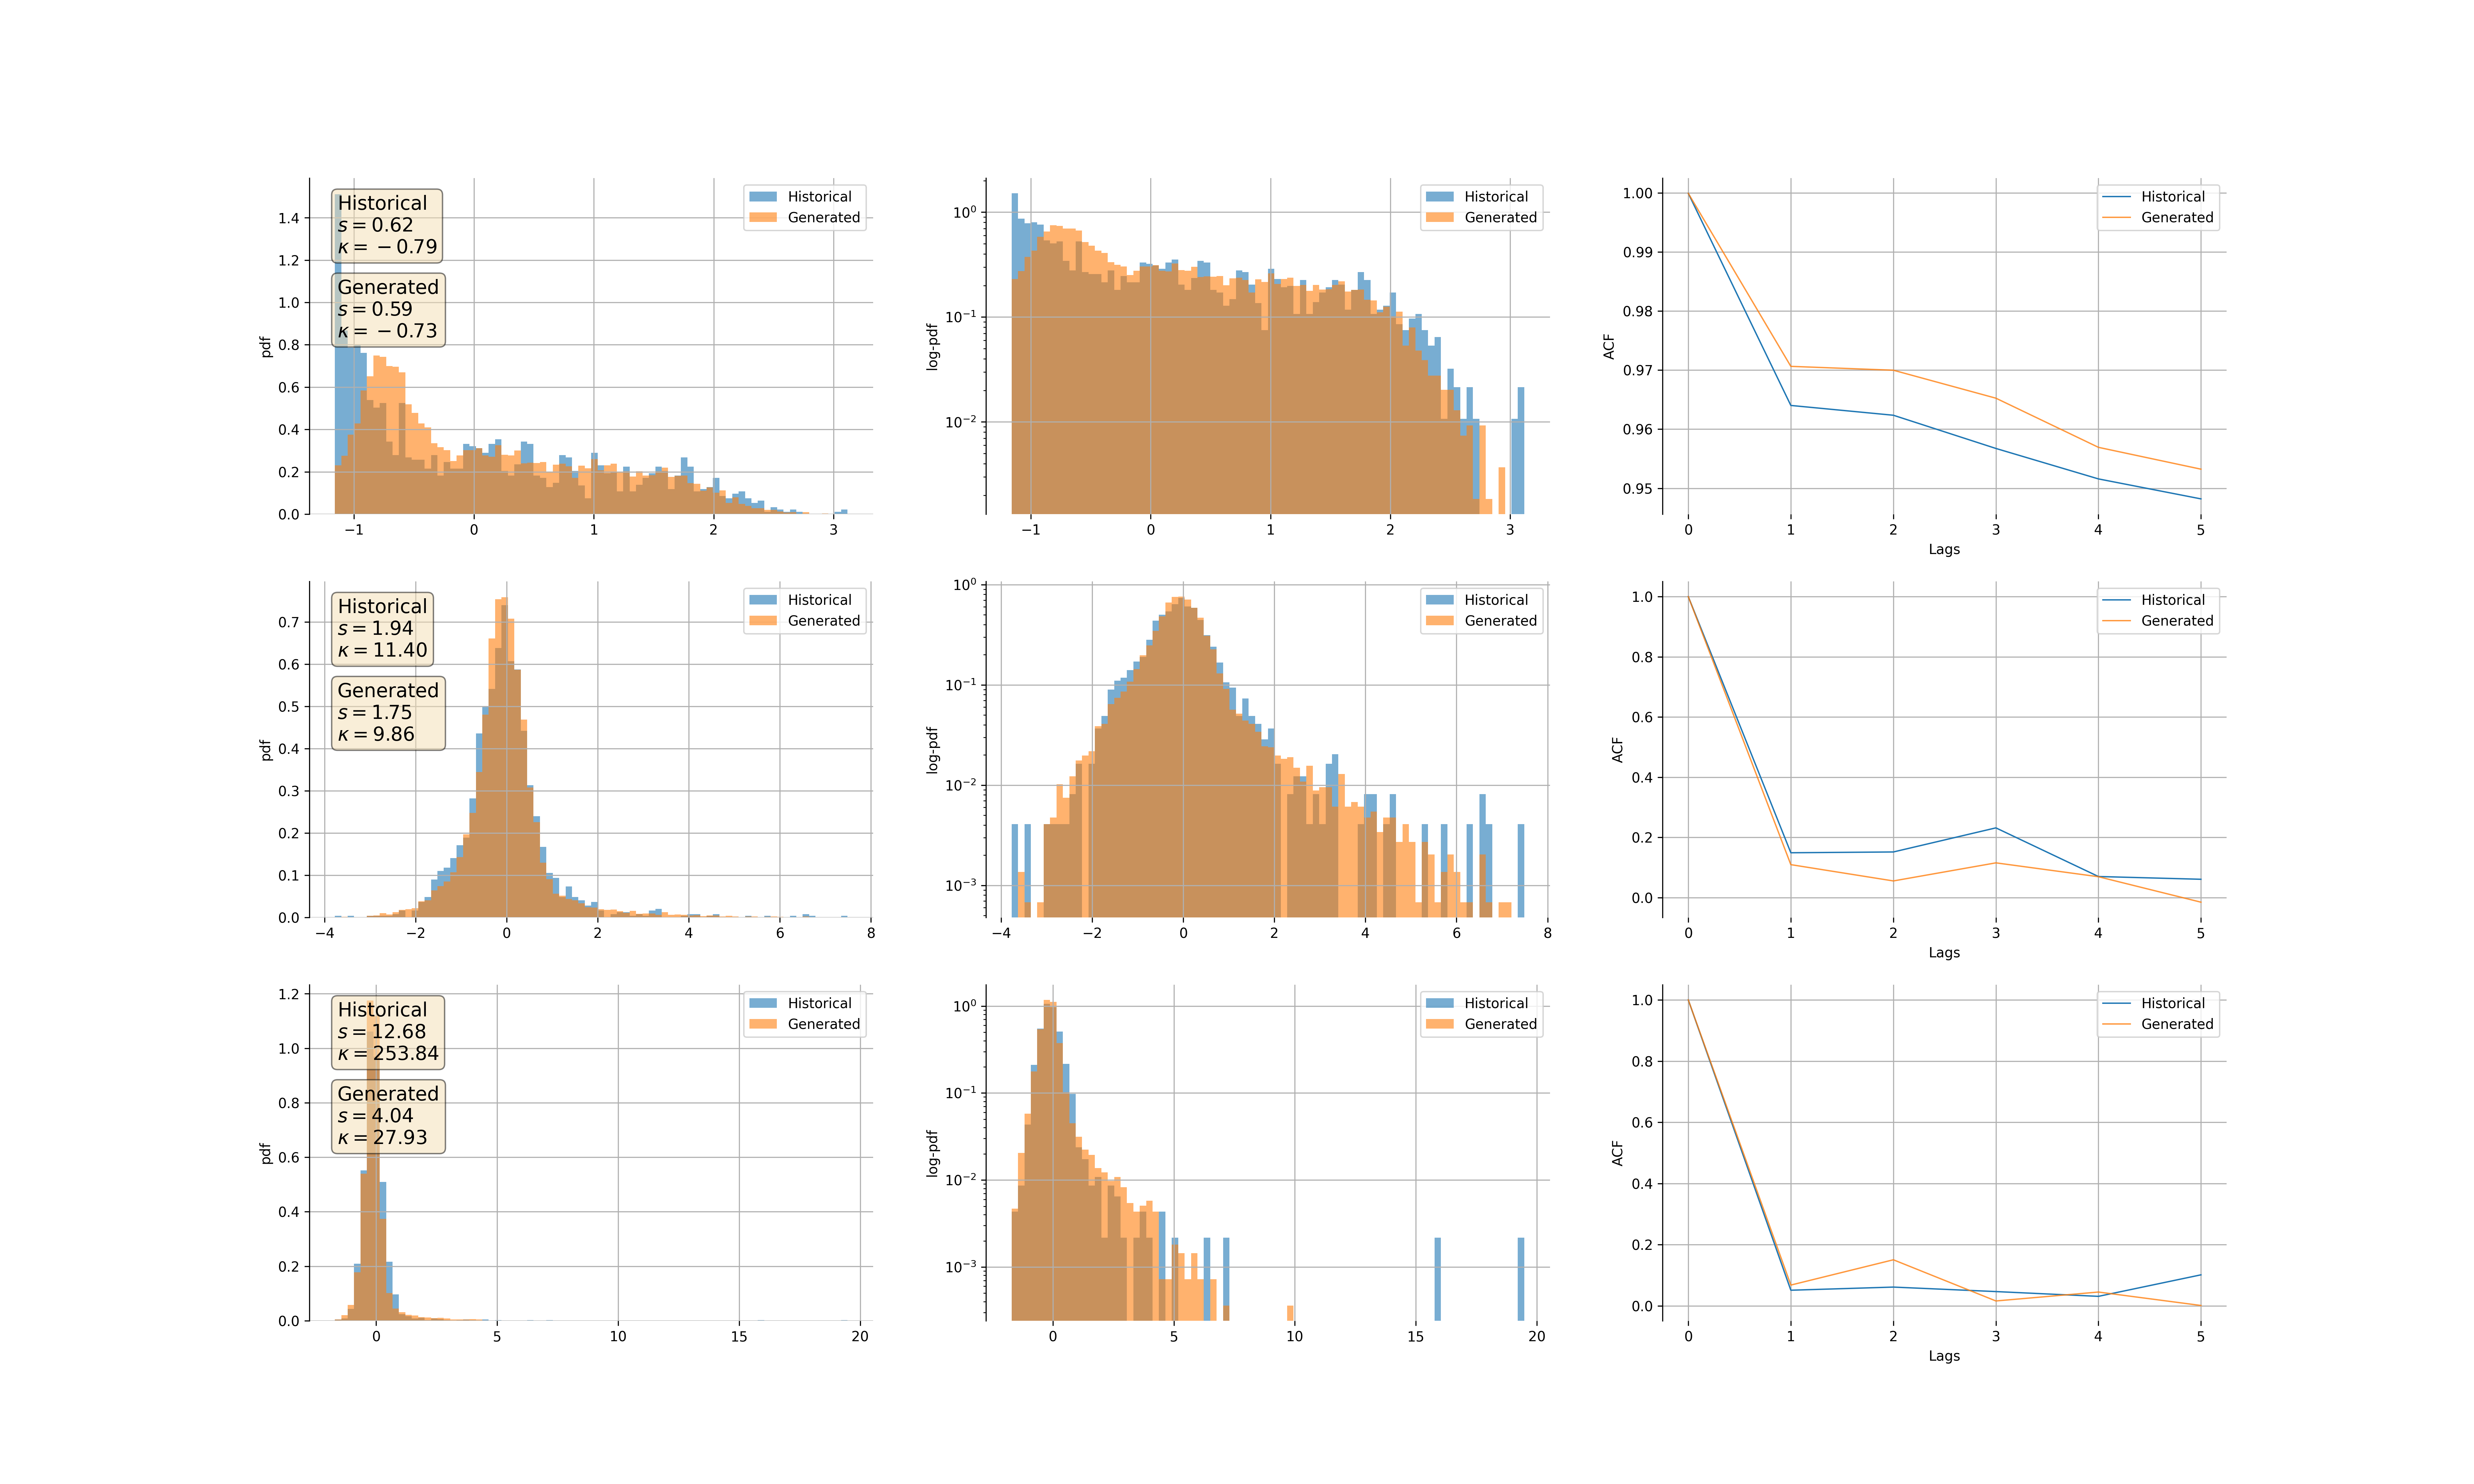 Historical
s = 0.62
κ = −0.79
Generated
s = 0.59
κ = −0.73
Historical
Generated
pdf
1.4
1.2
1.0
0.8
0.6
0.4
0.2
0.0
−1 0 1 2 3
Historical
Generated
log-pdf
10⁰
10⁻¹
10⁻²
−1 0 1 2 3
Historical
Generated
ACF
1.00
0.99
0.98
0.97
0.96
0.95
0 1 2 3 4 5
Lags
Historical
s = 1.94
κ = 11.40
Generated
s = 1.75
κ = 9.86
Historical
Generated
pdf
0.7
0.6
0.5
0.4
0.3
0.2
0.1
0.0
−4 −2 0 2 4 6 8
Historical
Generated
log-pdf
10⁰
10⁻¹
10⁻²
10⁻³
−4 −2 0 2 4 6 8
Historical
Generated
ACF
1.0
0.8
0.6
0.4
0.2
0.0
0 1 2 3 4 5
Lags
Historical
s = 12.68
κ = 253.84
Generated
s = 4.04
κ = 27.93
Historical
Generated
pdf
1.2
1.0
0.8
0.6
0.4
0.2
0.0
0 5 10 15 20
Historical
Generated
log-pdf
10⁰
10⁻¹
10⁻²
10⁻³
0 5 10 15 20
Historical
Generated
ACF
1.0
0.8
0.6
0.4
0.2
0.0
0 1 2 3 4 5
Lags